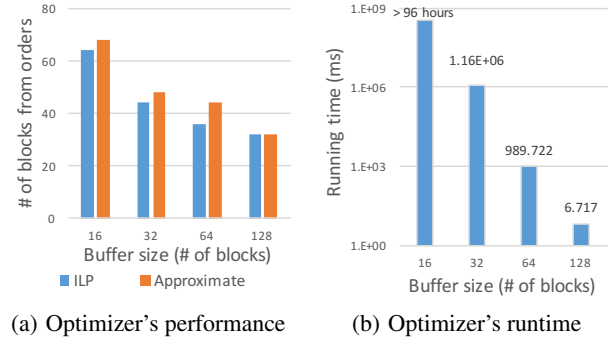 80
60
40
20
0
# of blocks from orders
16 32 64 128
Buffer size (# of blocks)
ILP Approximate
(a) Optimizer's performance
1.E+09
1.E+06
1.E+03
1.E+00
Running time (ms)
> 96 hours
1.16E+06
989.722
6.717
16 32 64 128
Buffer size (# of blocks)
(b) Optimizer's runtime